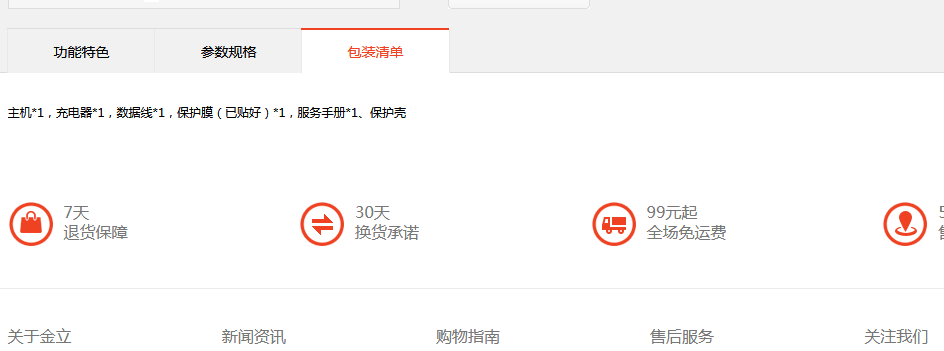 功能特色
参数规格
包装清单
主机*1，充电器*1，数据线*1，保护膜（已贴好）*1，服务手册*1、保护壳
7天
退货保障
30天
换货承诺
99元起
全场免运费
关于金立
新闻资讯
购物指南
售后服务
关注我们